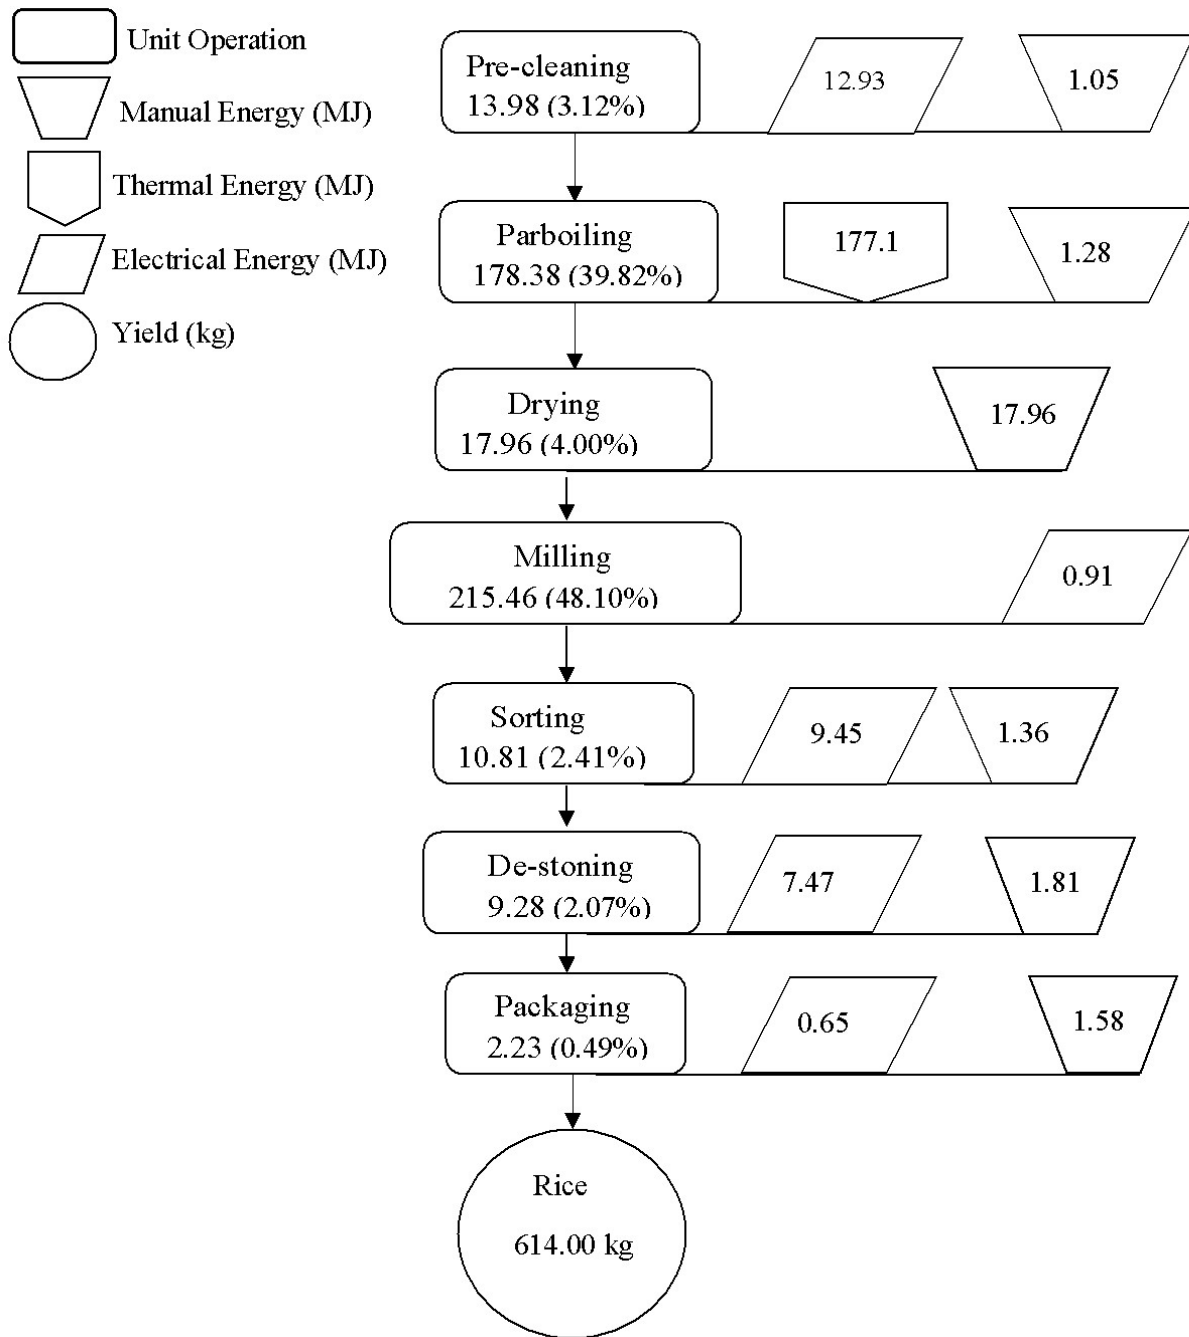 Unit Operation
Manual Energy (MJ)
Thermal Energy (MJ)
Electrical Energy (MJ)
Yield (kg)
Pre-cleaning
13.98 (3.12%)
12.93
1.05
Parboiling
178.38 (39.82%)
177.1
1.28
Drying
17.96 (4.00%)
17.96
Milling
215.46 (48.10%)
0.91
Sorting
10.81 (2.41%)
9.45
1.36
De-stoning
9.28 (2.07%)
7.47
1.81
Packaging
2.23 (0.49%)
0.65
1.58
Rice
614.00 kg